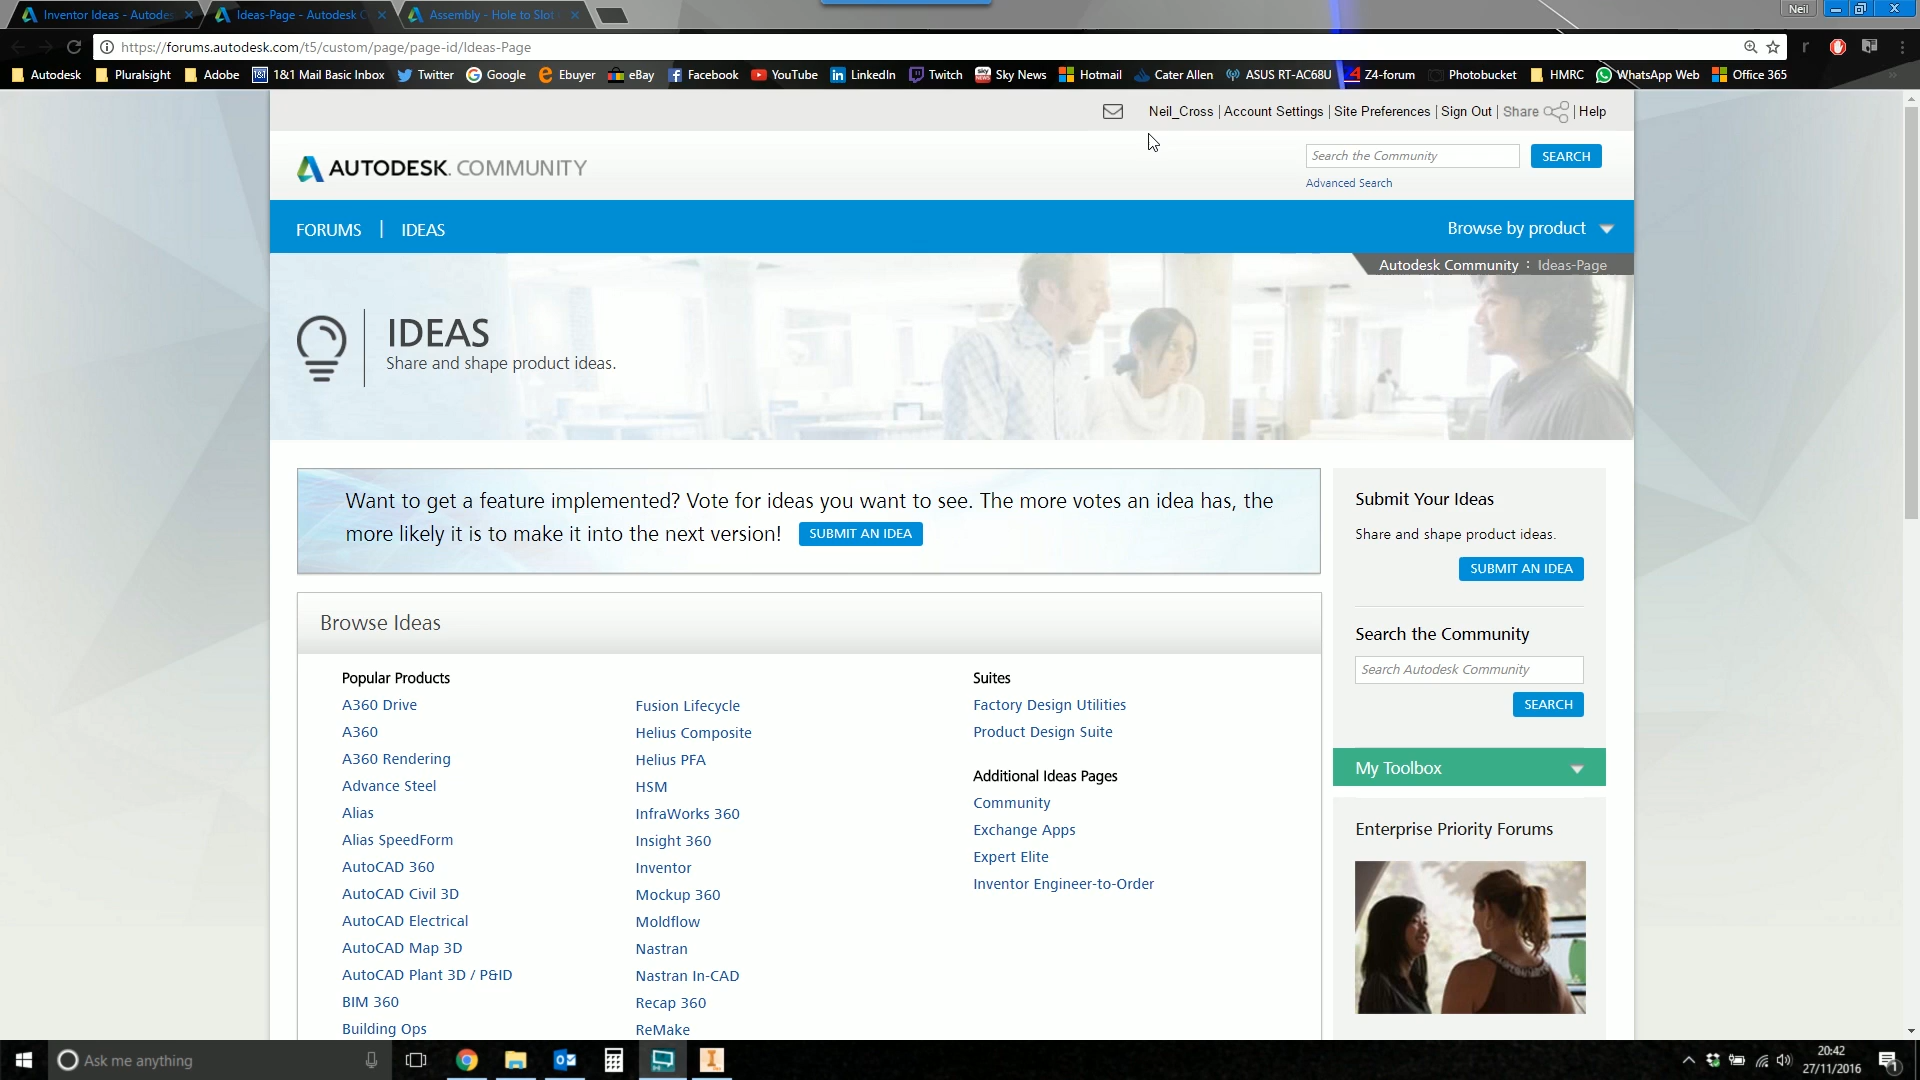 Inventor Ideas - Autodes
Ideas-Page - Autodesk C
Assembly - Hole to Slot
Neil
https://forums.autodesk.com/t5/custom/page/page-id/Ideas-Page
Autodesk
Pluralsight
Adobe
1&1 Mail Basic Inbox
Twitter
Google
Ebuyer
eBay
Facebook
YouTube
LinkedIn
Twitch
Sky News
Hotmail
Cater Allen
ASUS RT-AC68U
Z4-forum
Photobucket
HMRC
WhatsApp Web
Office 365
Neil_Cross | Account Settings | Site Preferences | Sign Out | Share | Help
AUTODESK. COMMUNITY
Search the Community
SEARCH
Advanced Search
FORUMS | IDEAS
Browse by product
Autodesk Community : Ideas-Page
IDEAS
Share and shape product ideas.
Want to get a feature implemented? Vote for ideas you want to see. The more votes an idea has, the
more likely it is to make it into the next version! SUBMIT AN IDEA
Browse Ideas
Popular Products
A360 Drive
A360
A360 Rendering
Advance Steel
Alias
Alias SpeedForm
AutoCAD 360
AutoCAD Civil 3D
AutoCAD Electrical
AutoCAD Map 3D
AutoCAD Plant 3D / P&ID
BIM 360
Building Ops
Fusion Lifecycle
Helius Composite
Helius PFA
HSM
InfraWorks 360
Insight 360
Inventor
Mockup 360
Moldflow
Nastran
Nastran In-CAD
Recap 360
ReMake
Suites
Factory Design Utilities
Product Design Suite
Additional Ideas Pages
Community
Exchange Apps
Expert Elite
Inventor Engineer-to-Order
Submit Your Ideas
Share and shape product ideas.
SUBMIT AN IDEA
Search the Community
Search Autodesk Community
SEARCH
My Toolbox
Enterprise Priority Forums
Ask me anything
20:42
27/11/2016